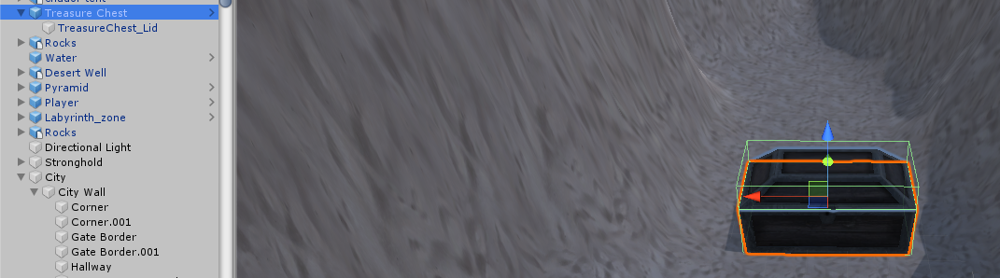 Treasure Chest
TreasureChest_Lid
Rocks
Water
Desert Well
Pyramid
Player
Labyrinth_zone
Rocks
Directional Light
Stronghold
City
City Wall
Corner
Corner.001
Gate Border
Gate Border.001
Hallway